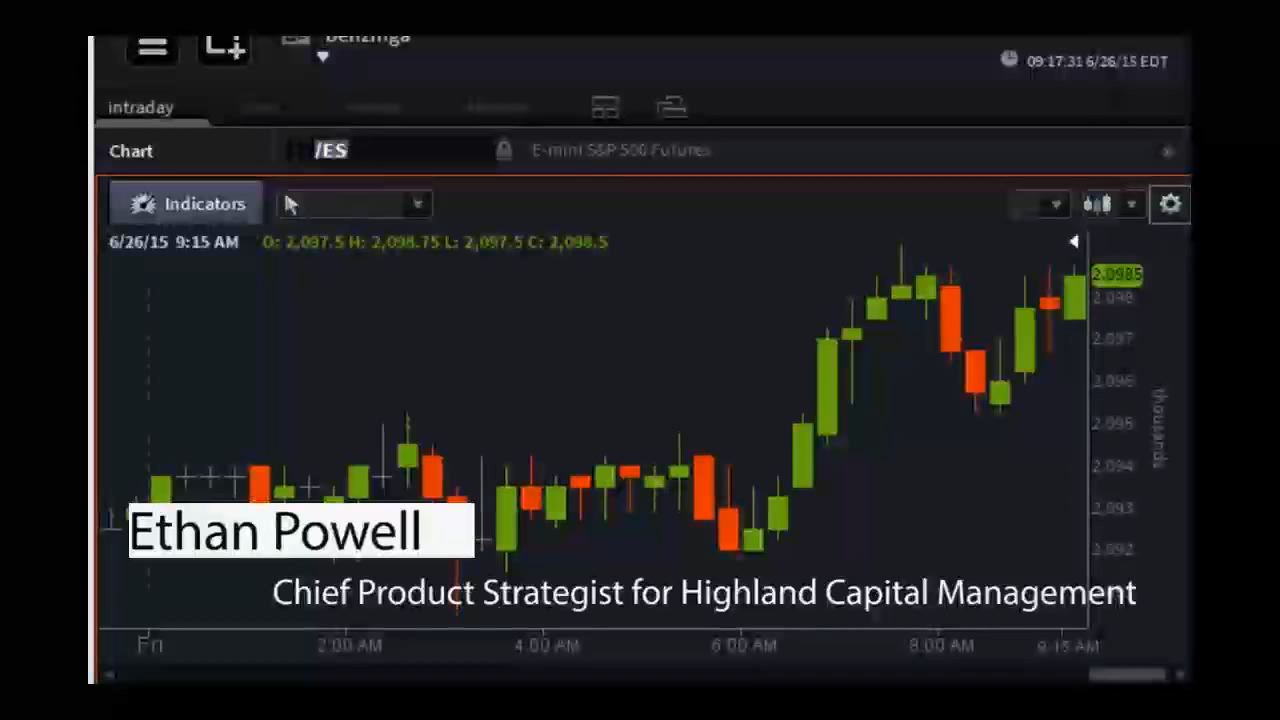 benzinga
09:17:31 6/26/15 EDT
intraday
Chart /ES E-mini S&P 500 Futures
Indicators
6/26/15 9:15 AM O: 2,097.5 H: 2,098.75 L: 2,097.5 C: 2,098.5
2.0985
2.098
2.097
2.096
2.095
2.094
2.093
2.092
thousands
Ethan Powell
Chief Product Strategist for Highland Capital Management
Fri 2:00 AM 4:00 AM 6:00 AM 8:00 AM 9:15 AM